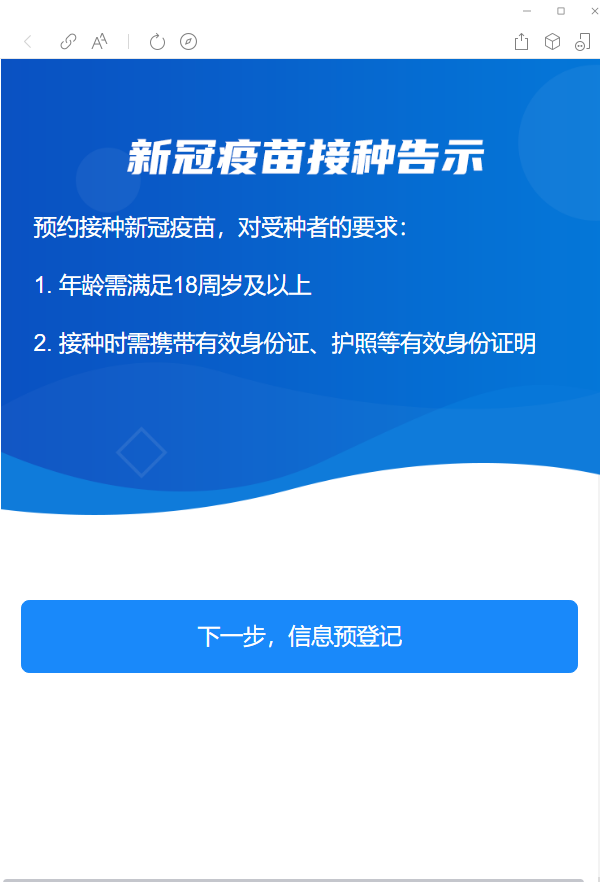 新冠疫苗接种告示
预约接种新冠疫苗，对受种者的要求：
1. 年龄需满足18周岁及以上
2. 接种时需携带有效身份证、护照等有效身份证明
下一步，信息预登记